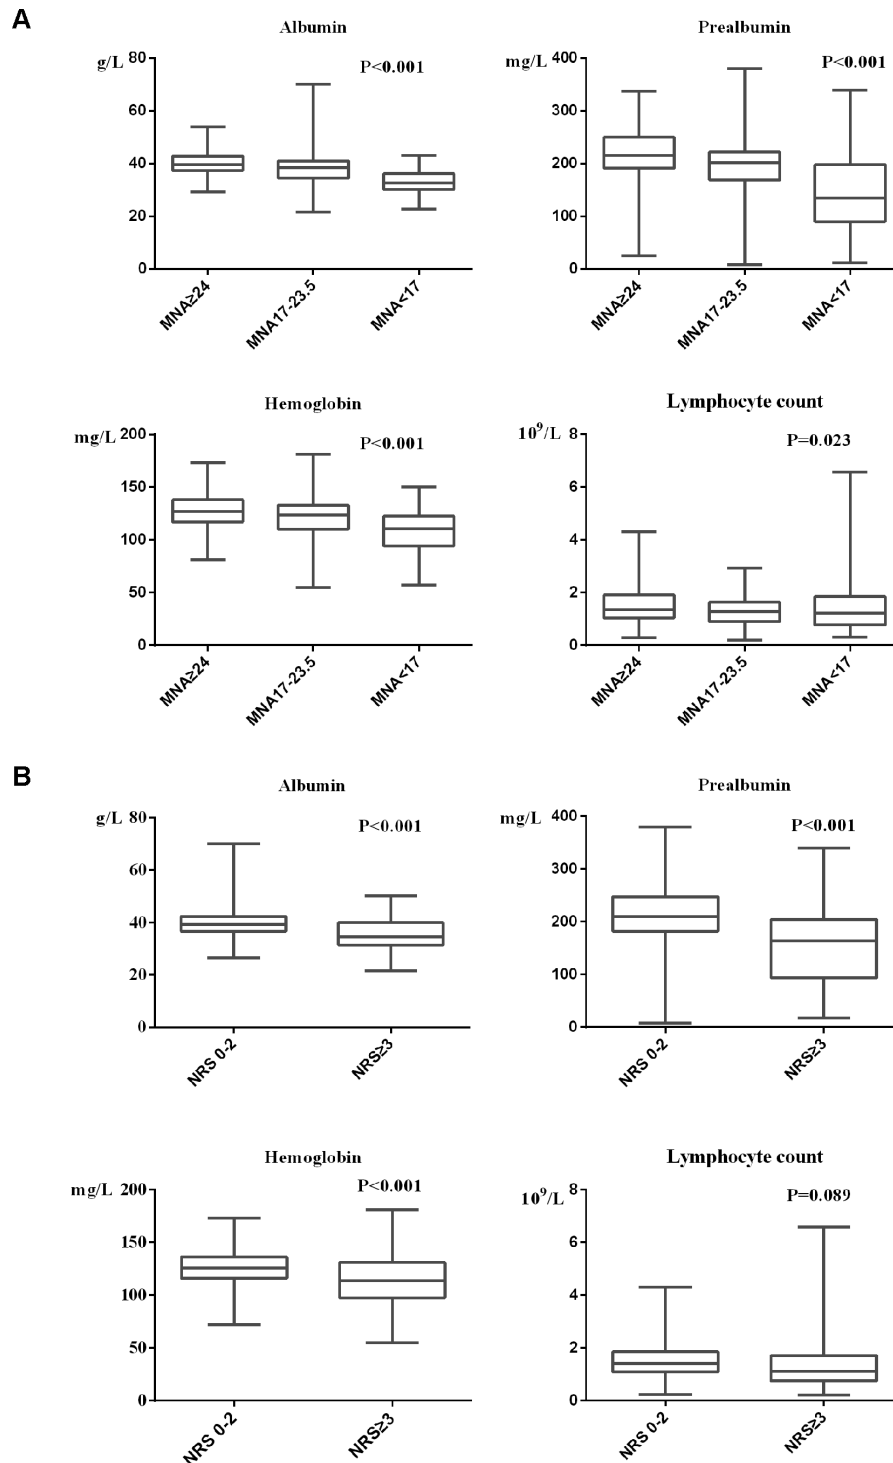 A
Albumin
g/L
P<0.001
80
60
40
20
0
MNA≥24
MNA17-23.5
MNA<17
Prealbumin
mg/L
P<0.001
400
300
200
100
0
MNA≥24
MNA17-23.5
MNA<17
Hemoglobin
mg/L
P<0.001
200
150
100
50
0
MNA≥24
MNA17-23.5
MNA<17
Lymphocyte count
10⁹/L
P=0.023
8
6
4
2
0
MNA≥24
MNA17-23.5
MNA<17
B
Albumin
g/L
P<0.001
80
60
40
20
0
NRS 0-2
NRS≥3
Prealbumin
mg/L
P<0.001
400
300
200
100
0
NRS 0-2
NRS≥3
Hemoglobin
mg/L
P<0.001
200
150
100
50
0
NRS 0-2
NRS≥3
Lymphocyte count
10⁹/L
P=0.089
8
6
4
2
0
NRS 0-2
NRS≥3